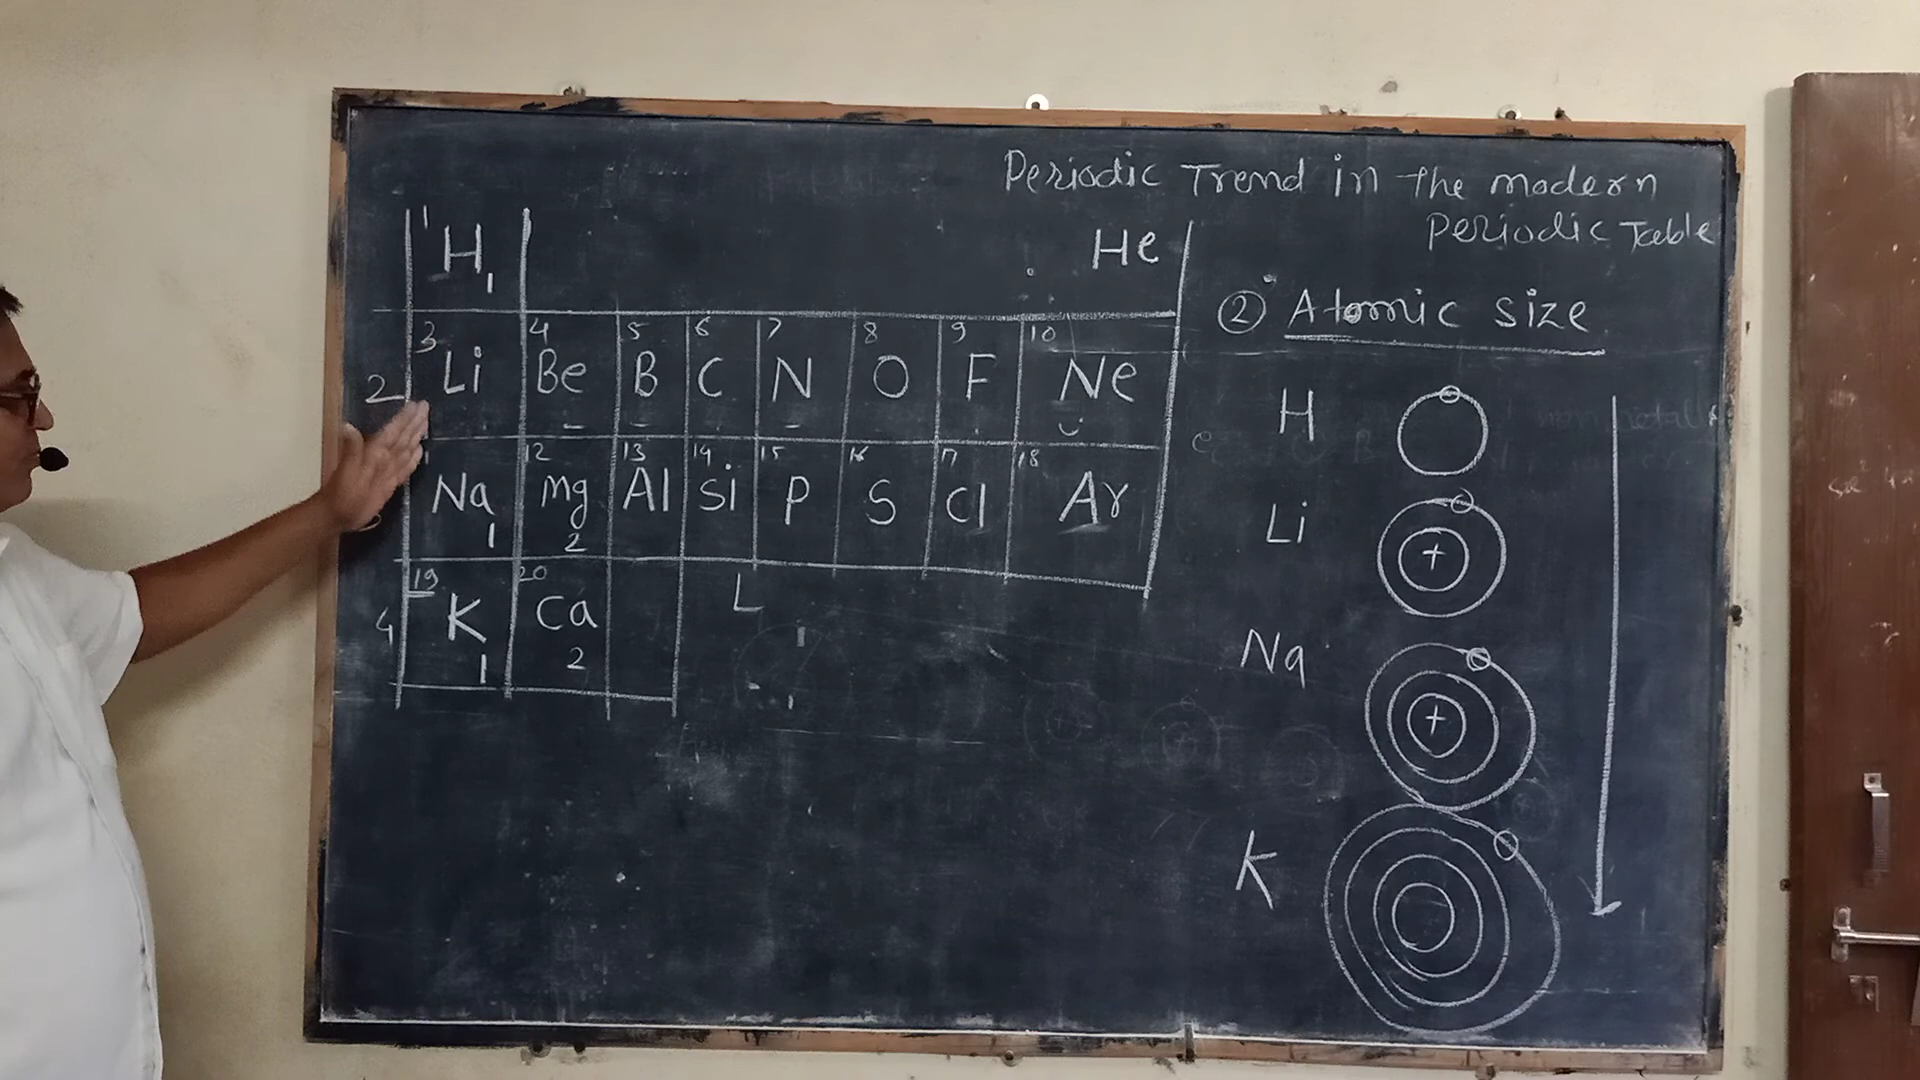 Periodic Trend in the modern
Periodic Table
1 H 1 He
② Atomic size
3 4 5 6 7 8 9 10
2 Li Be B C N O F Ne
12 13 14 15 16 17 18
Na Mg Al Si P S Cl Ar
1 2
19 20
4 K Ca L
1 2
H
Li +
Na +
K